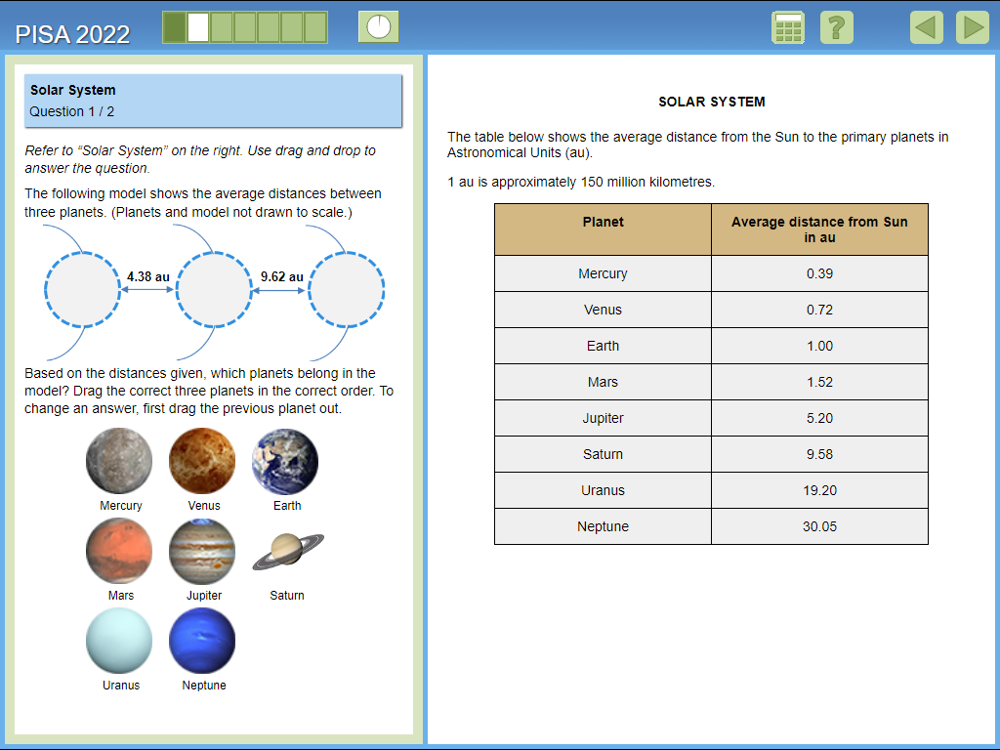 PISA 2022
?
Solar System
Question 1 / 2
Refer to “Solar System” on the right. Use drag and drop to
answer the question.
The following model shows the average distances between
three planets. (Planets and model not drawn to scale.)
4.38 au 9.62 au
Based on the distances given, which planets belong in the
model? Drag the correct three planets in the correct order. To
change an answer, first drag the previous planet out.
Mercury Venus Earth
Mars Jupiter Saturn
Uranus Neptune
SOLAR SYSTEM
The table below shows the average distance from the Sun to the primary planets in
Astronomical Units (au).
1 au is approximately 150 million kilometres.
Planet Average distance from Sun
in au
Mercury 0.39
Venus 0.72
Earth 1.00
Mars 1.52
Jupiter 5.20
Saturn 9.58
Uranus 19.20
Neptune 30.05